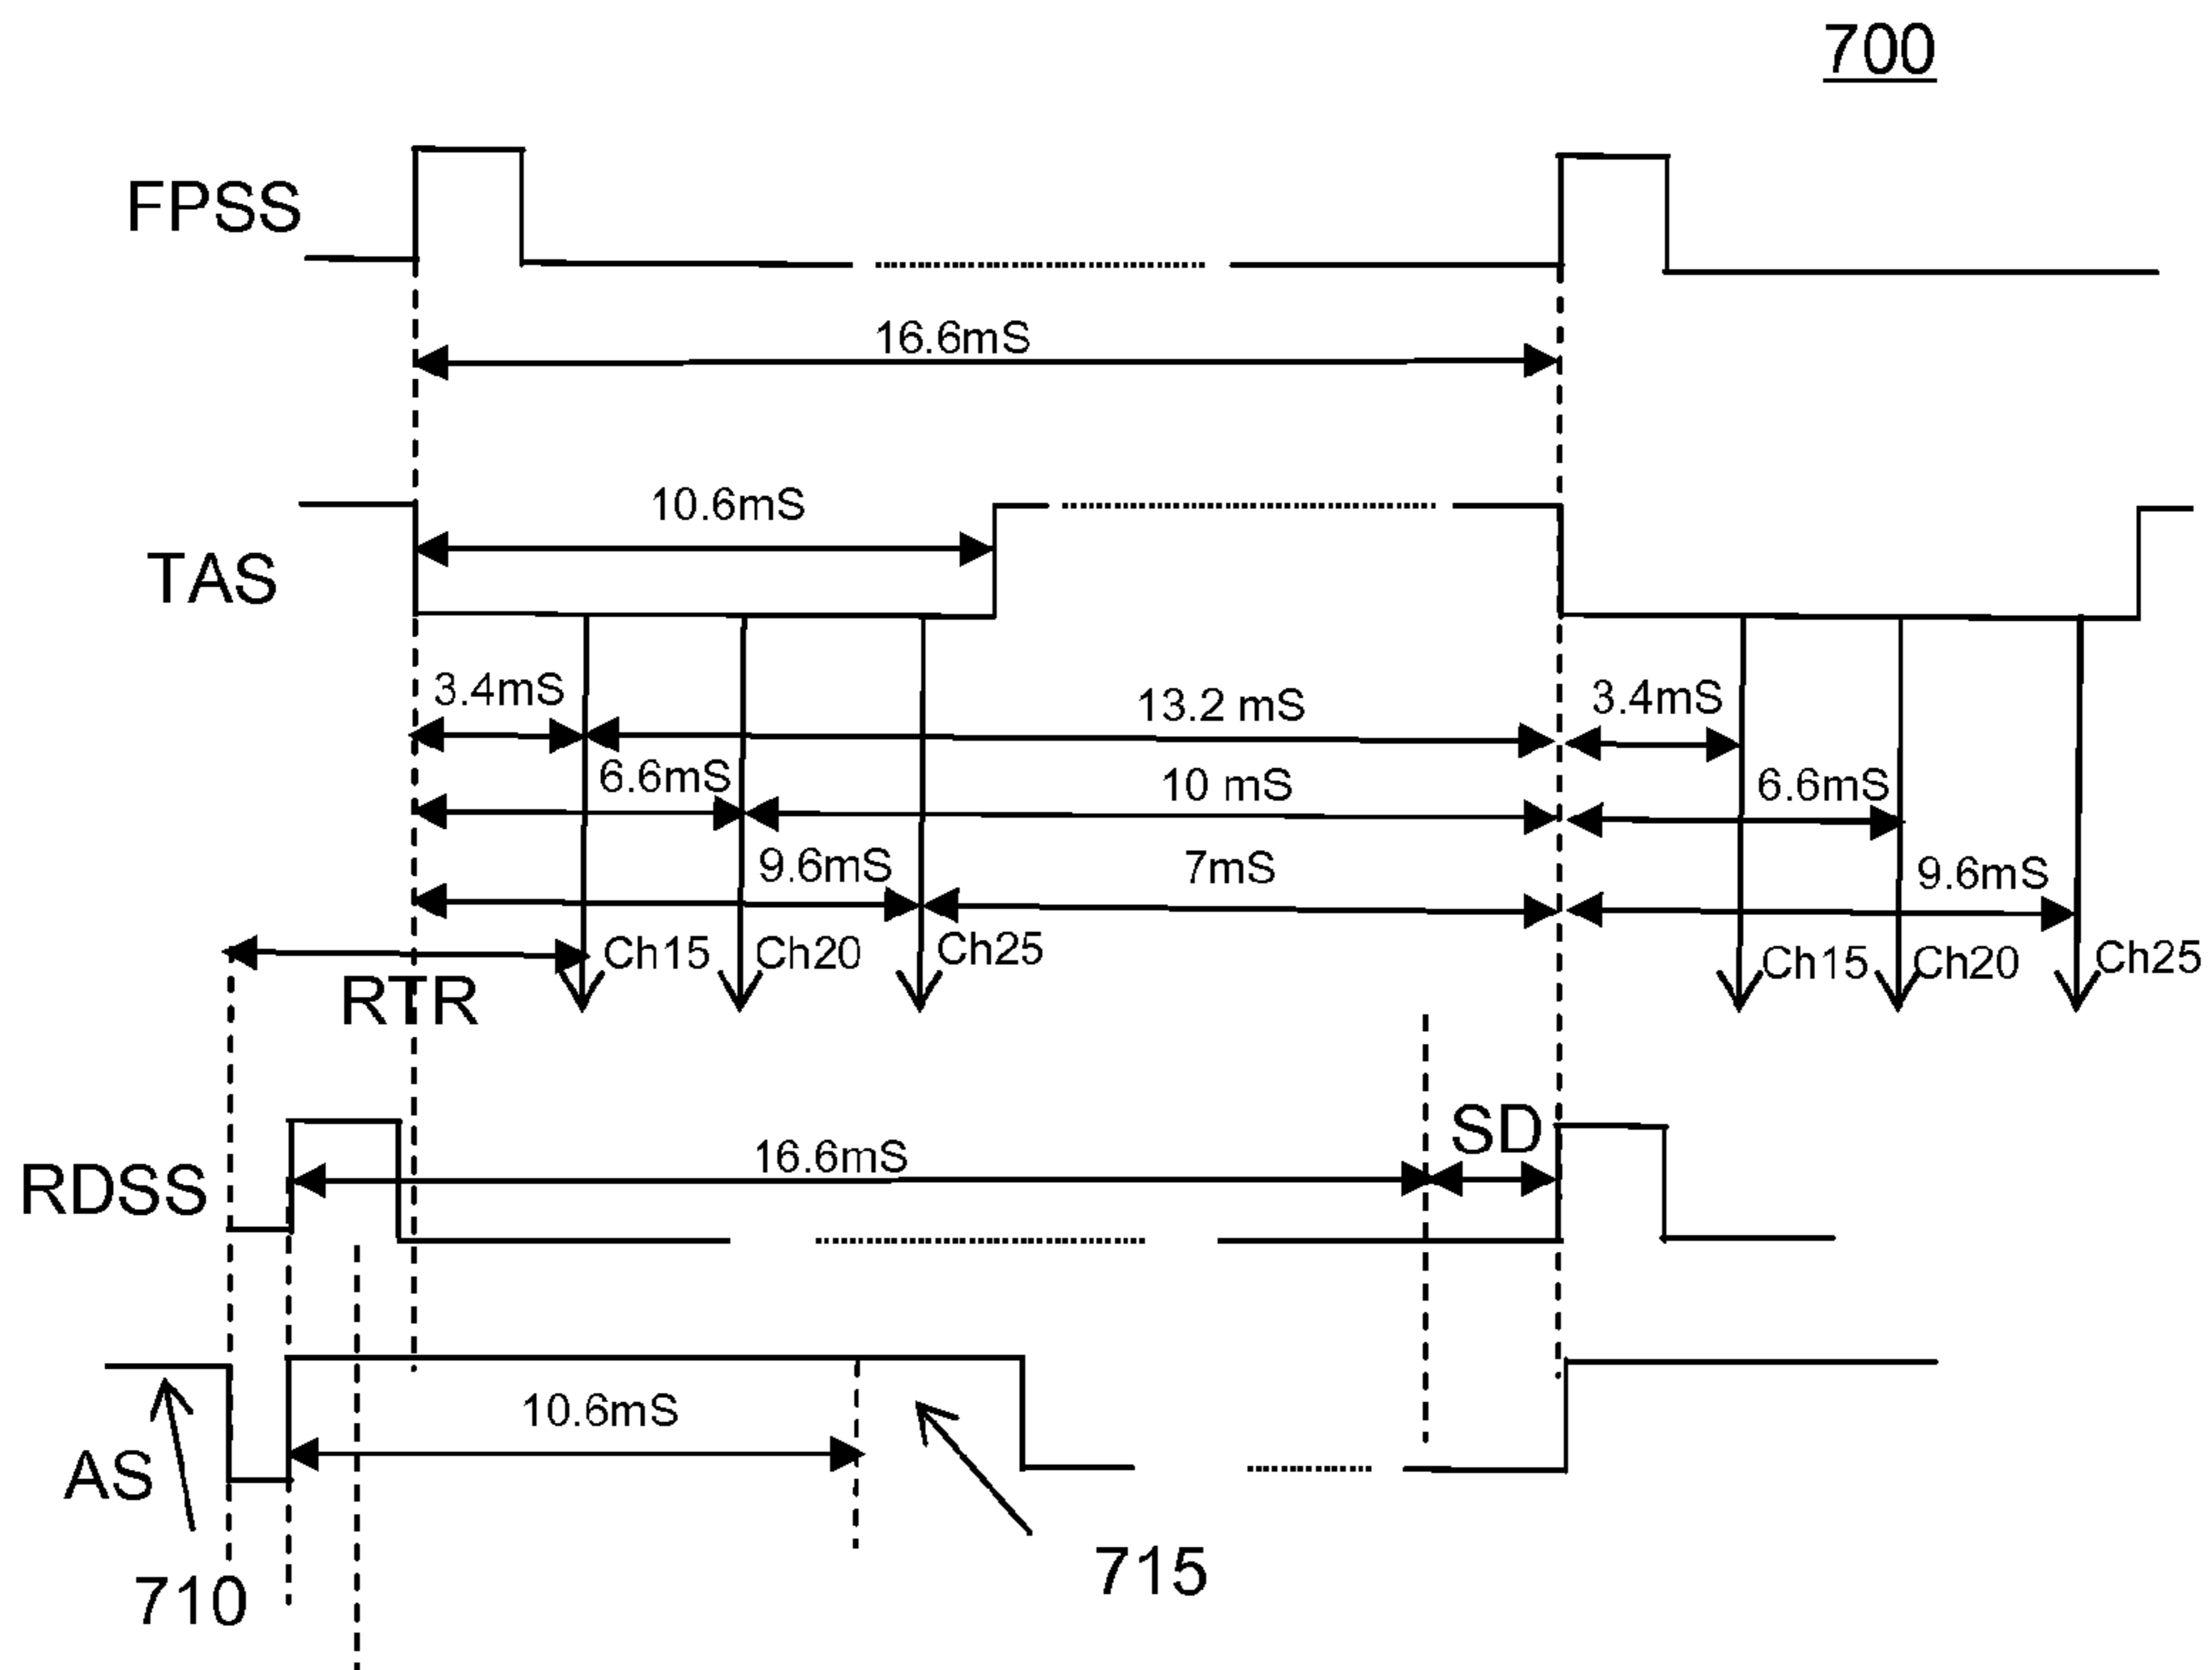 700
FPSS
16.6mS
10.6mS
TAS
3.4mS
13.2 mS
3.4mS
6.6mS
10 mS
6.6mS
9.6mS
7mS
9.6mS
Ch15
Ch20
Ch25
Ch15
Ch20
Ch25
RTR
SD
16.6mS
RDSS
10.6mS
AS
715
710